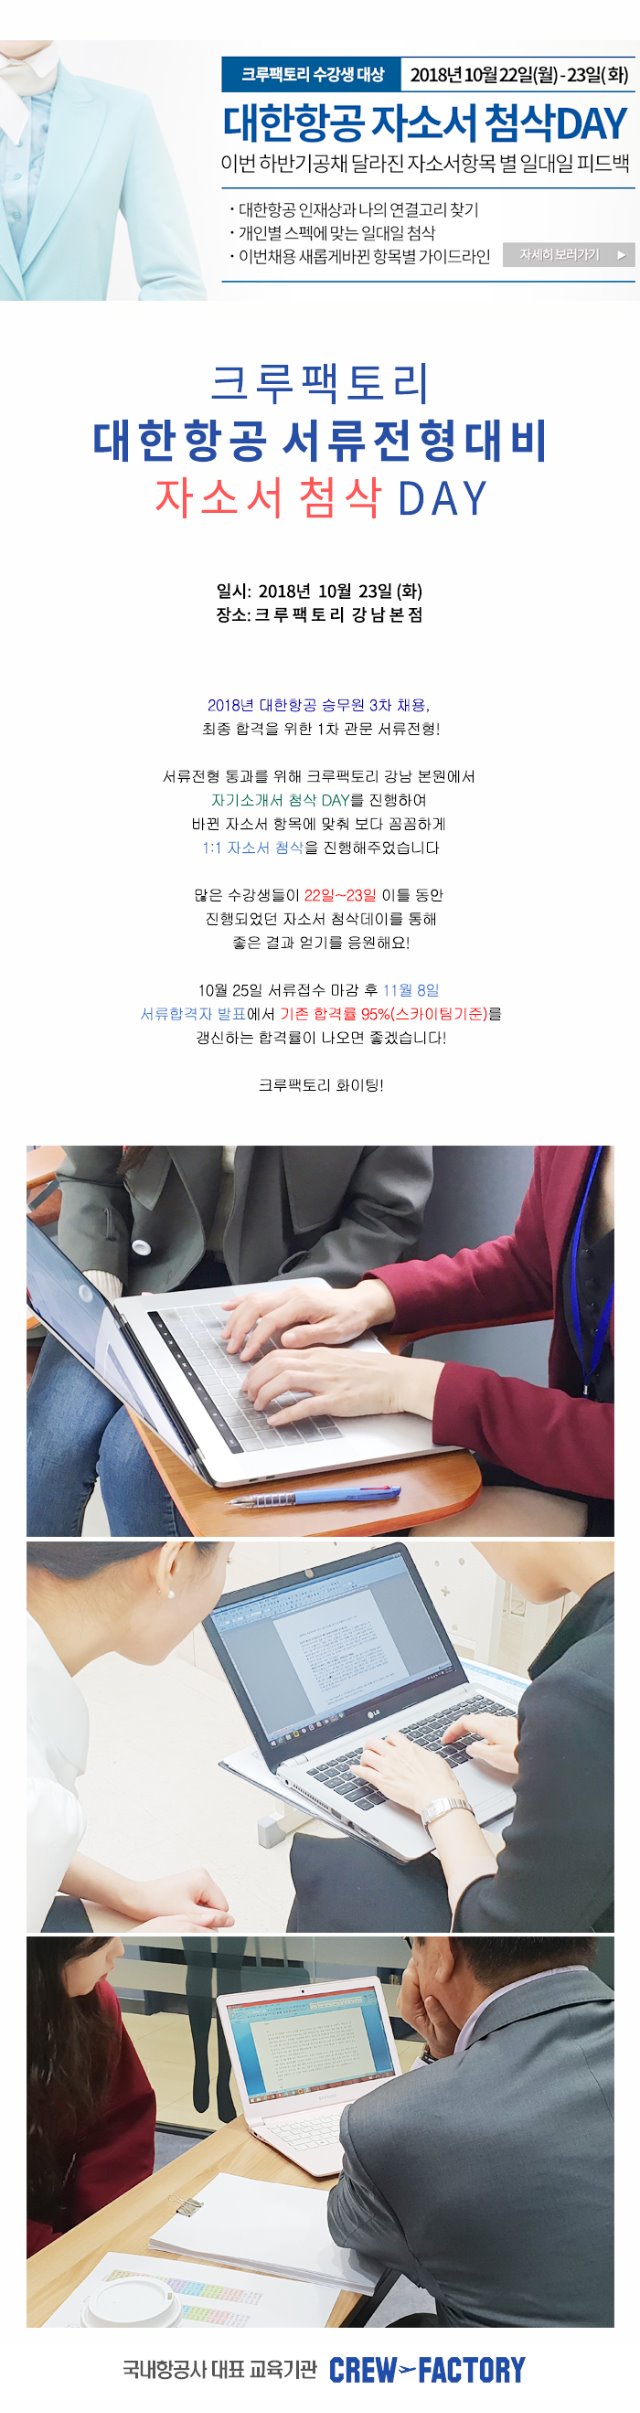 크루팩토리 수강생 대상
2018년 10월 22일(월) - 23일(화)
대한항공 자소서 첨삭DAY
이번 하반기공채 달라진 자소서항목 별 일대일 피드백
· 대한항공 인재상과 나의 연결고리 찾기
· 개인별 스펙에 맞는 일대일 첨삭
· 이번채용 새롭게바뀐 항목별 가이드라인
자세히 보러가기 ▶
크루팩토리
대한항공 서류전형대비
자소서 첨삭 DAY
일시: 2018년 10월 23일 (화)
장소: 크루팩토리 강남본점
2018년 대한항공 승무원 3차 채용,
최종 합격을 위한 1차 관문 서류전형!
서류전형 통과를 위해 크루팩토리 강남 본원에서
자기소개서 첨삭 DAY를 진행하여
바뀐 자소서 항목에 맞춰 보다 꼼꼼하게
1:1 자소서 첨삭을 진행해주었습니다
많은 수강생들이 22일~23일 이틀 동안
진행되었던 자소서 첨삭데이를 통해
좋은 결과 얻기를 응원해요!
10월 25일 서류접수 마감 후 11월 8일
서류합격자 발표에서 기존 합격률 95%(스카이팀기준)를
갱신하는 합격률이 나오면 좋겠습니다!
크루팩토리 화이팅!
LG
국내항공사 대표 교육기관 CREW FACTORY